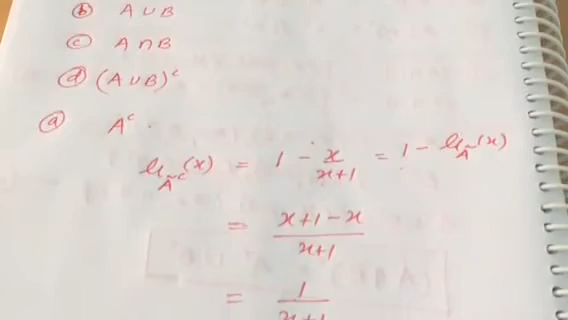 (b) A ∪ B
(c) A ∩ B
(d) (A ∪ B)ᶜ
(a) Aᶜ.
μ_Ãᶜ(x) = 1 - x/(x+1) = 1 - μ_Ã(x)
= (x+1-x)/(x+1)
= 1/(x+1)